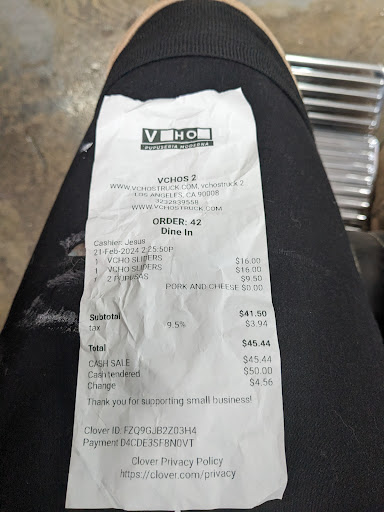 VCHO
PUPUSERIA MODERNA
VCHOS 2
WWW.VCHOSTRUCK.COM, vchostruck 2
LOS ANGELES, CA 90008
3232839558
WWW.VCHOSTRUCK.COM
ORDER: 42
Dine In
Cashier: Jesus
21-Feb-2024 2:25:50P
1 VCHO SLIDERS $16.00
1 VCHO SLIDERS $16.00
1 2 PUPUSAS $9.50
PORK AND CHEESE $0.00
Subtotal $41.50
tax 9.5% $3.94
Total $45.44
CASH SALE $45.44
Cash tendered $50.00
Change $4.56
Thank you for supporting small business!
Clover ID: FZQ9GJB2Z03H4
Payment D4CDE3SF8N0VT
Clover Privacy Policy
https://clover.com/privacy